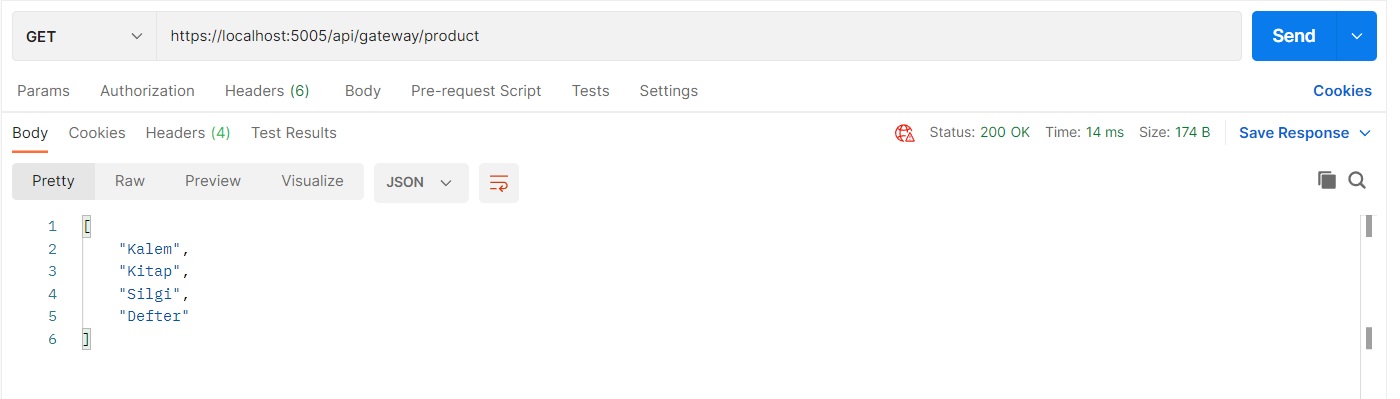 GET https://localhost:5005/api/gateway/product Send
Params Authorization Headers (6) Body Pre-request Script Tests Settings Cookies
Body Cookies Headers (4) Test Results Status: 200 OK Time: 14 ms Size: 174 B Save Response
Pretty Raw Preview Visualize JSON
1 [
2 "Kalem",
3 "Kitap",
4 "Silgi",
5 "Defter"
6 ]